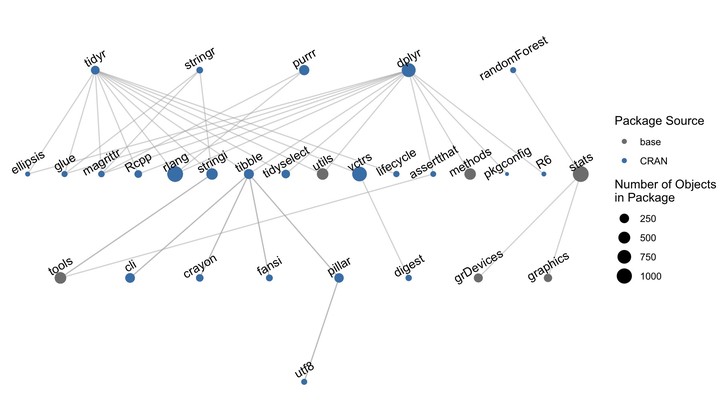 tidyr
stringr
purrr
dplyr
randomForest
ellipsis
glue
magrittr
Rcpp
rlang
stringi
tibble
tidyselect
utils
vctrs
lifecycle
assertthat
methods
pkgconfig
R6
stats
tools
cli
crayon
fansi
pillar
digest
grDevices
graphics
utf8
Package Source
base
CRAN
Number of Objects
in Package
250
500
750
1000